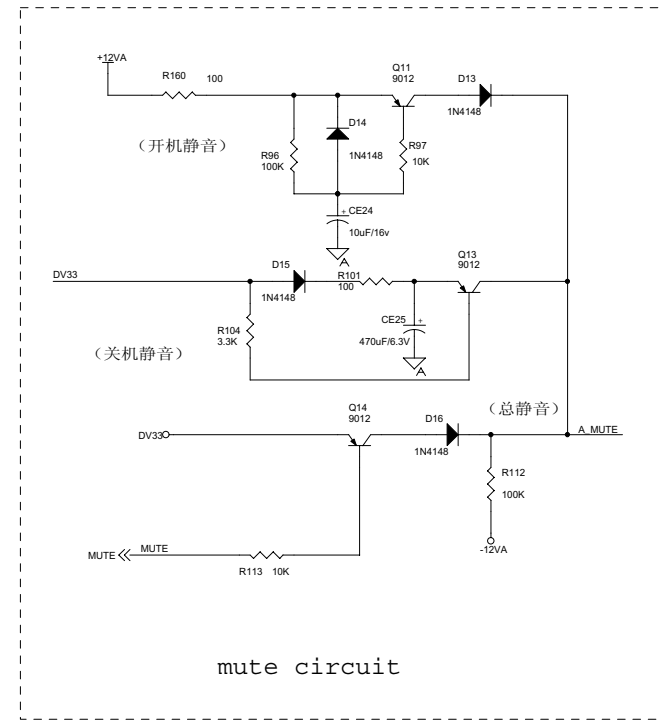 +12VA
R160 100
Q11
9012
D13
1N4148
D14
1N4148
（开机静音）
R96
100K
R97
10K
+
CE24
10uF/16v
A
DV33
D15
1N4148
R101
100
Q13
9012
R104
3.3K
CE25
+
470uF/6.3V
A
（关机静音）
Q14
9012
D16
1N4148
（总静音）
DV33
A_MUTE
R112
100K
-12VA
MUTE
MUTE
R113 10K
mute circuit